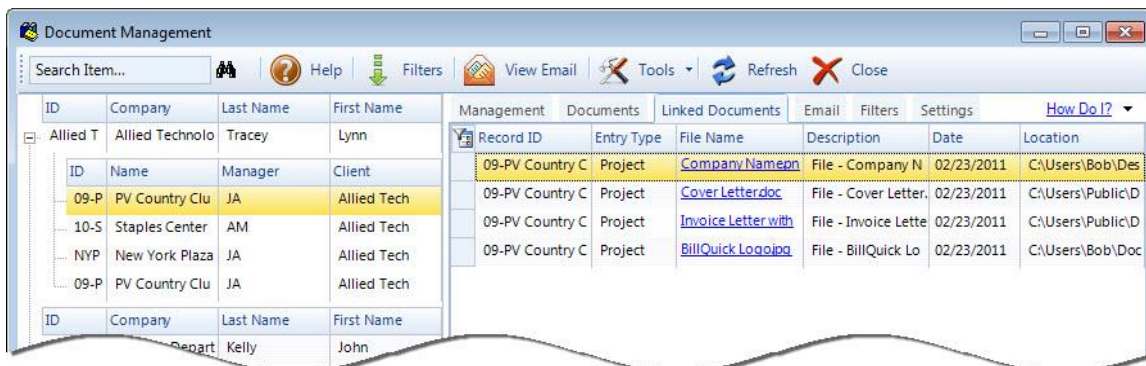 Document Management
Search Item... Help Filters View Email Tools Refresh Close
ID Company Last Name First Name
Allied T Allied Technolo Tracey Lynn
ID Name Manager Client
09-P PV Country Clu JA Allied Tech
10-S Staples Center AM Allied Tech
NYP New York Plaza JA Allied Tech
09-P PV Country Clu JA Allied Tech
ID Company Last Name First Name
Depart Kelly John
Management Documents Linked Documents Email Filters Settings How Do I?
Record ID Entry Type File Name Description Date Location
09-PV Country C Project Company Namepn File - Company N 02/23/2011 C:\Users\Bob\Des
09-PV Country C Project Cover Letter.doc File - Cover Letter. 02/23/2011 C:\Users\Public\D
09-PV Country C Project Invoice Letter with File - Invoice Lette 02/23/2011 C:\Users\Public\D
09-PV Country C Project BillQuick Logo.jpg File - BillQuick Lo 02/23/2011 C:\Users\Bob\Doc